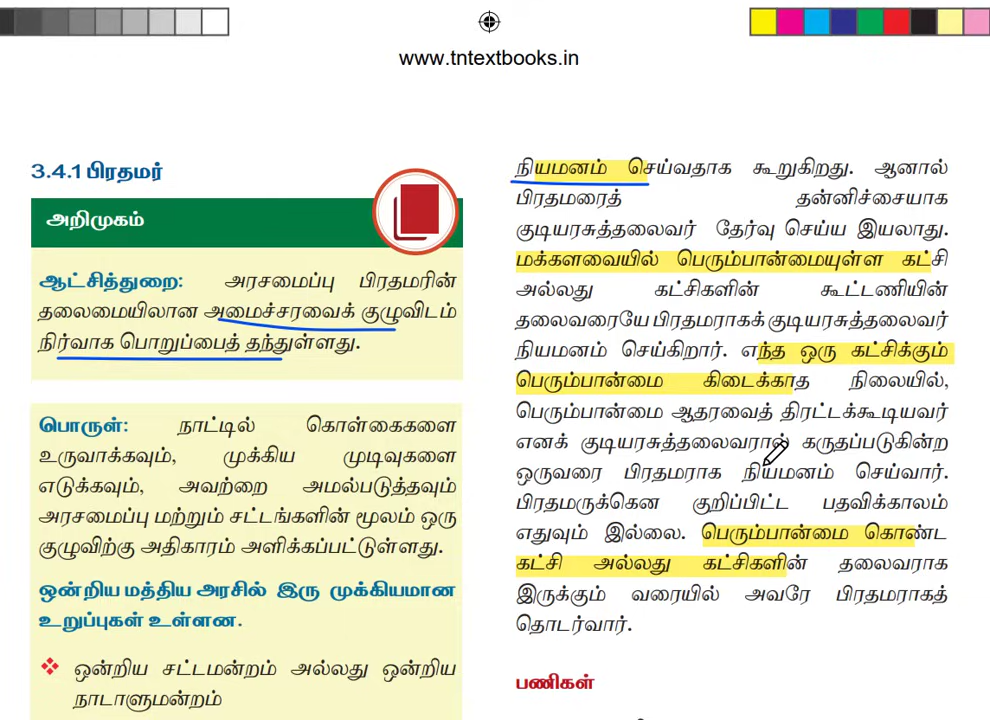 www.tntextbooks.in
3.4.1 பிரதமர்
அறிமுகம்
ஆட்சித்துறை: அரசமைப்பு பிரதமரின்
தலைமையிலான அமைச்சரவைக் குழுவிடம்
நிர்வாக பொறுப்பைத் தந்துள்ளது.
பொருள்: நாட்டில் கொள்கைகளை
உருவாக்கவும், முக்கிய முடிவுகளை
எடுக்கவும், அவற்றை அமல்படுத்தவும்
அரசமைப்பு மற்றும் சட்டங்களின் மூலம் ஒரு
குழுவிற்கு அதிகாரம் அளிக்கப்பட்டுள்ளது.
ஒன்றிய மத்திய அரசில் இரு முக்கியமான
உறுப்புகள் உள்ளன.
❖ ஒன்றிய சட்டமன்றம் அல்லது ஒன்றிய
நாடாளுமன்றம்
நியமனம் செய்வதாக கூறுகிறது. ஆனால்
பிரதமரைத் தன்னிச்சையாக
குடியரசுத்தலைவர் தேர்வு செய்ய இயலாது.
மக்களவையில் பெரும்பான்மையுள்ள கட்சி
அல்லது கட்சிகளின் கூட்டணியின்
தலைவரையே பிரதமராகக் குடியரசுத்தலைவர்
நியமனம் செய்கிறார். எந்த ஒரு கட்சிக்கும்
பெரும்பான்மை கிடைக்காத நிலையில்,
பெரும்பான்மை ஆதரவைத் திரட்டக்கூடியவர்
எனக் குடியரசுத்தலைவரால் கருதப்படுகின்ற
ஒருவரை பிரதமராக நியமனம் செய்வார்.
பிரதமருக்கென குறிப்பிட்ட பதவிக்காலம்
எதுவும் இல்லை. பெரும்பான்மை கொண்ட
கட்சி அல்லது கட்சிகளின் தலைவராக
இருக்கும் வரையில் அவரே பிரதமராகத்
தொடர்வார்.
பணிகள்